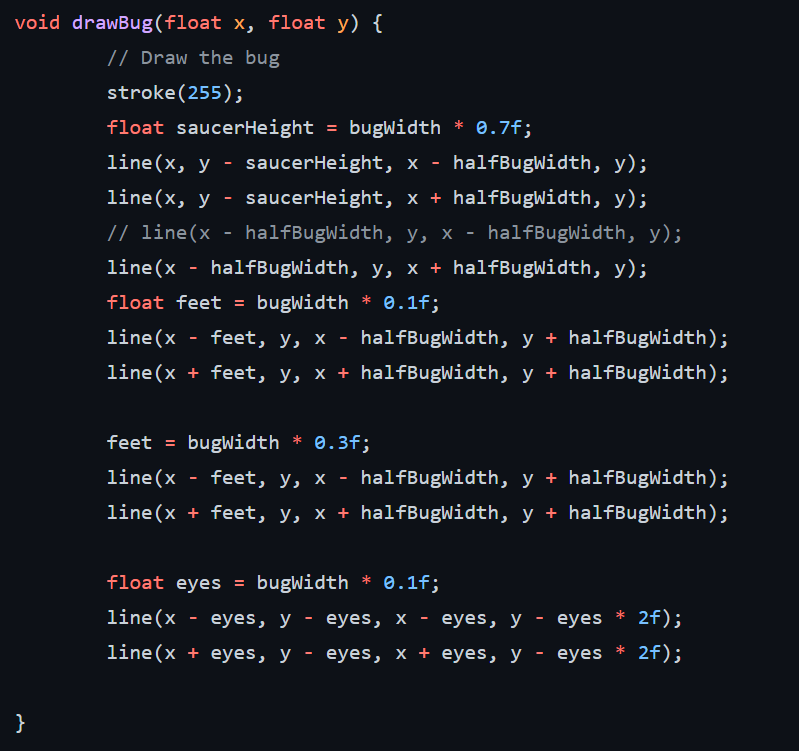 void drawBug(float x, float y) {
        // Draw the bug
        stroke(255);
        float saucerHeight = bugWidth * 0.7f;
        line(x, y - saucerHeight, x - halfBugWidth, y);
        line(x, y - saucerHeight, x + halfBugWidth, y);
        // line(x - halfBugWidth, y, x - halfBugWidth, y);
        line(x - halfBugWidth, y, x + halfBugWidth, y);
        float feet = bugWidth * 0.1f;
        line(x - feet, y, x - halfBugWidth, y + halfBugWidth);
        line(x + feet, y, x + halfBugWidth, y + halfBugWidth);

        feet = bugWidth * 0.3f;
        line(x - feet, y, x - halfBugWidth, y + halfBugWidth);
        line(x + feet, y, x + halfBugWidth, y + halfBugWidth);

        float eyes = bugWidth * 0.1f;
        line(x - eyes, y - eyes, x - eyes, y - eyes * 2f);
        line(x + eyes, y - eyes, x + eyes, y - eyes * 2f);

}